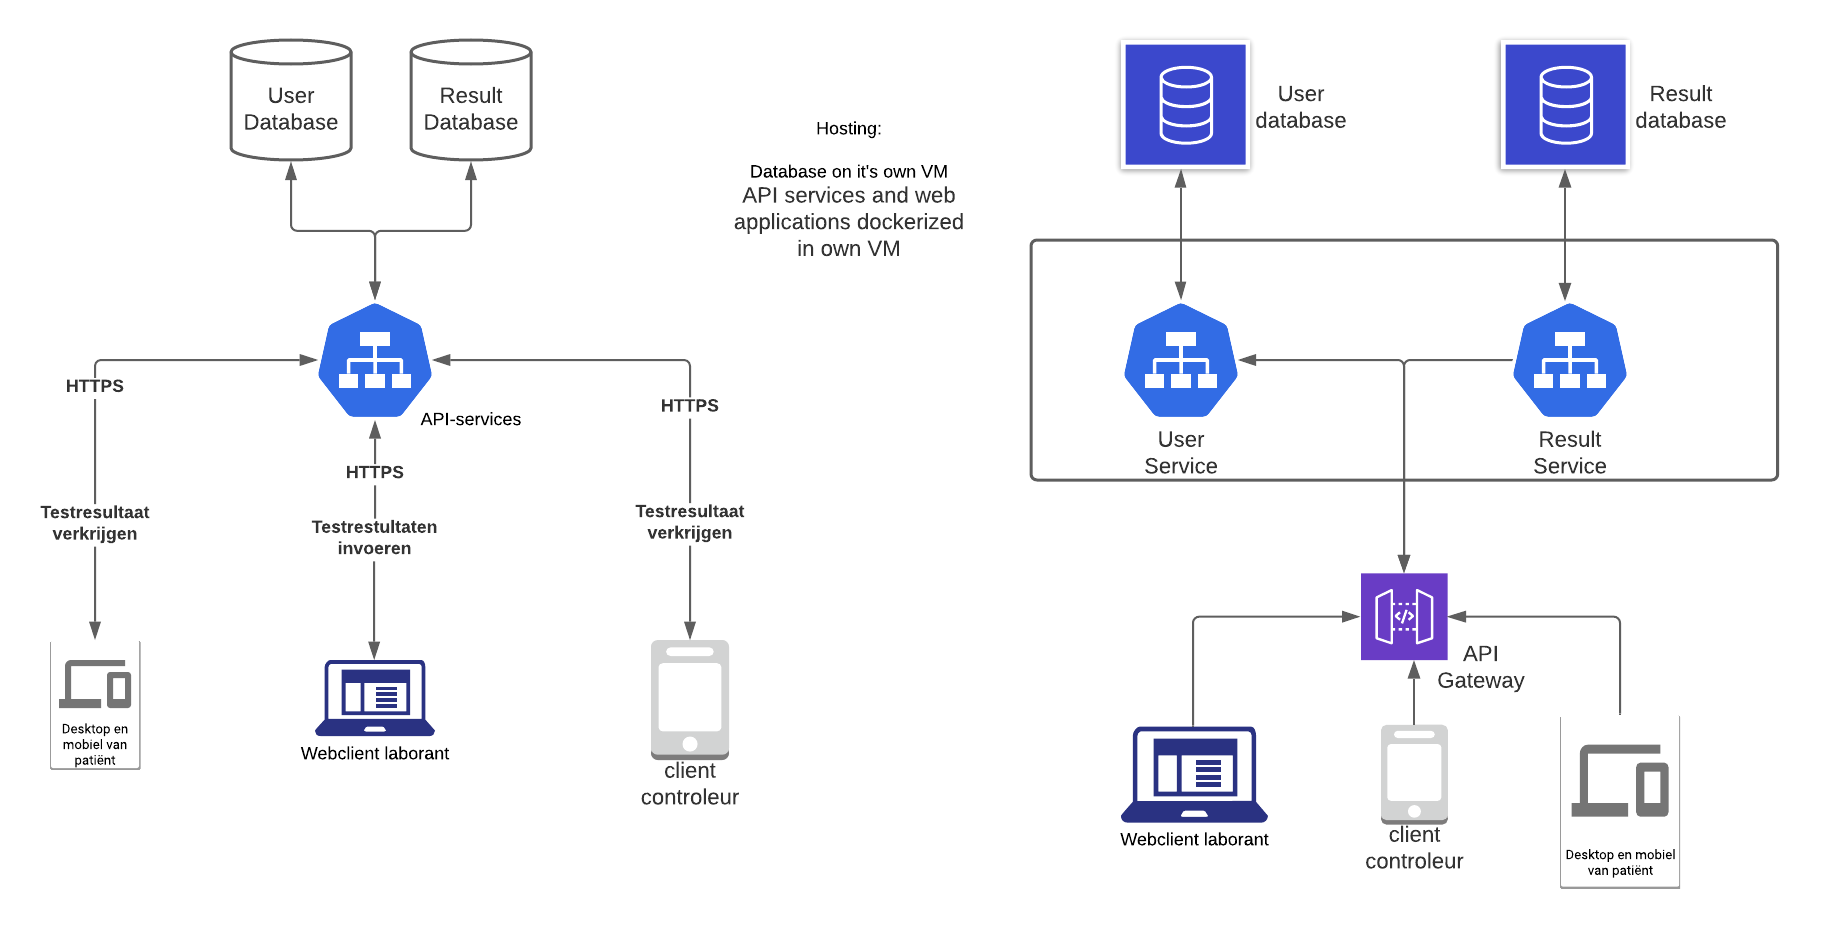 User
Database
Result
Database
HTTPS
API-services
HTTPS
HTTPS
Testresultaat
verkrijgen
Testrestultaten
invoeren
Testresultaat
verkrijgen
Desktop en
mobiel van
patiënt
Webclient laborant
client
controleur
Hosting:
Database on it's own VM
API services and web
applications dockerized
in own VM
User
database
Result
database
User
Service
Result
Service
API
Gateway
Webclient laborant
client
controleur
Desktop en mobiel
van patiënt